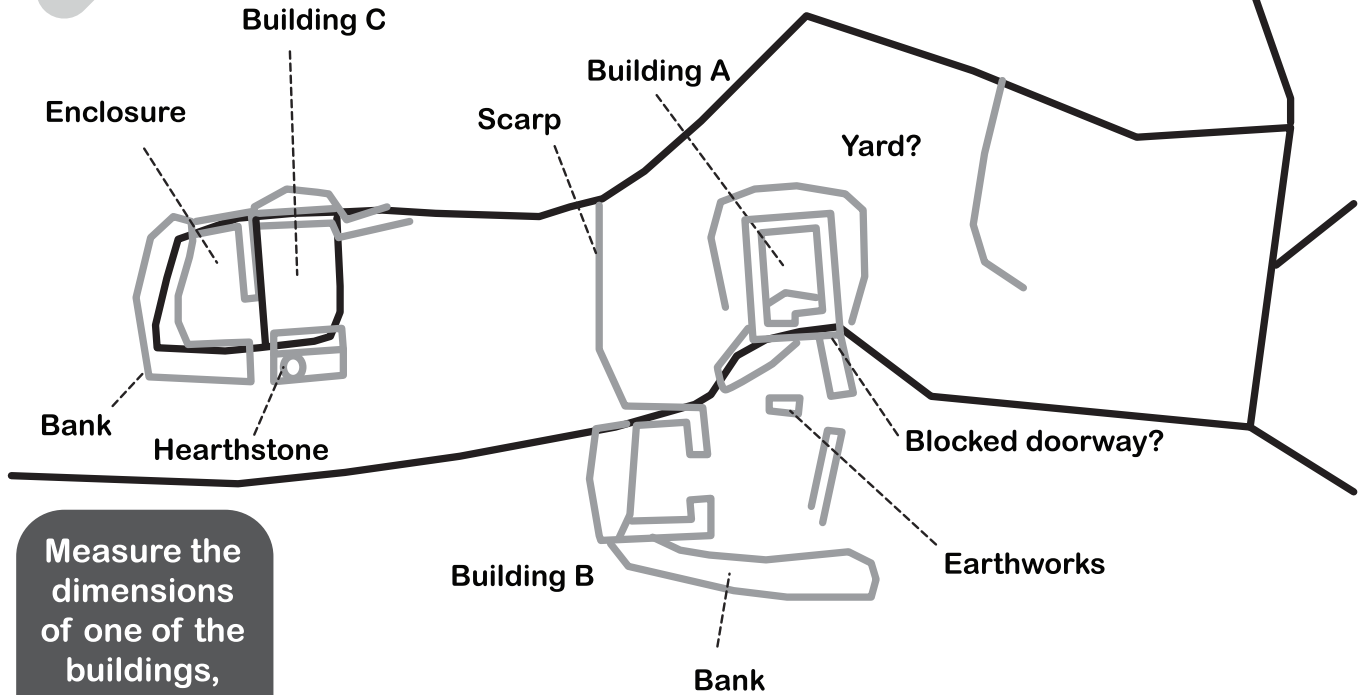 Building C
Building A
Enclosure
Scarp
Yard?
Bank
Hearthstone
Blocked doorway?
Building B
Earthworks
Bank
Measure the
dimensions
of one of the
buildings,